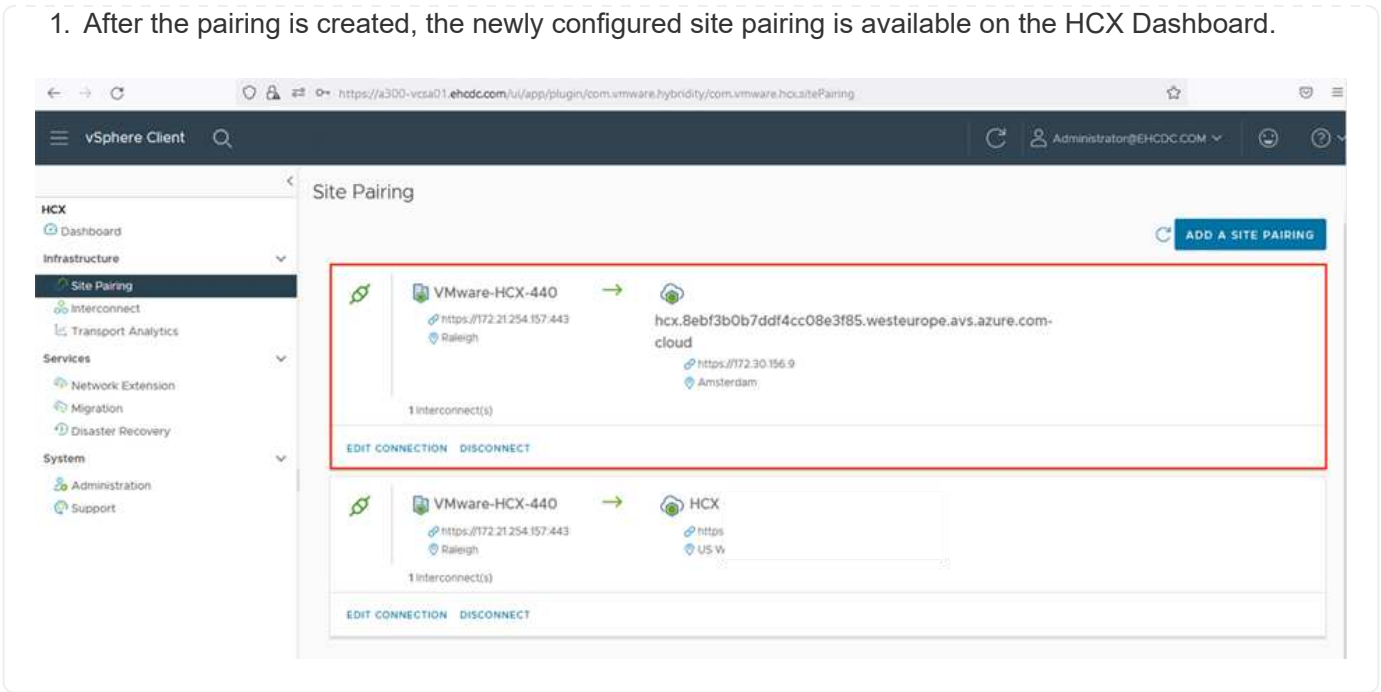 1. After the pairing is created, the newly configured site pairing is available on the HCX Dashboard.
https://a300-vcsa01.ehcdc.com/ui/app/plugin/com.vmware.hybridity/com.vmware.hcx.sitePairing
vSphere Client
Administrator@EHCDC.COM
HCX
Dashboard
Infrastructure
Site Pairing
Interconnect
Transport Analytics
Services
Network Extension
Migration
Disaster Recovery
System
Administration
Support
Site Pairing
ADD A SITE PAIRING
VMware-HCX-440
https://172.21.254.157:443
Raleigh
hcx.8ebf3b0b7ddf4cc08e3f85.westeurope.avs.azure.com-
cloud
https://172.30.156.9
Amsterdam
1 Interconnect(s)
EDIT CONNECTION DISCONNECT
VMware-HCX-440
https://172.21.254.157:443
Raleigh
HCX
https
US W
1 Interconnect(s)
EDIT CONNECTION DISCONNECT